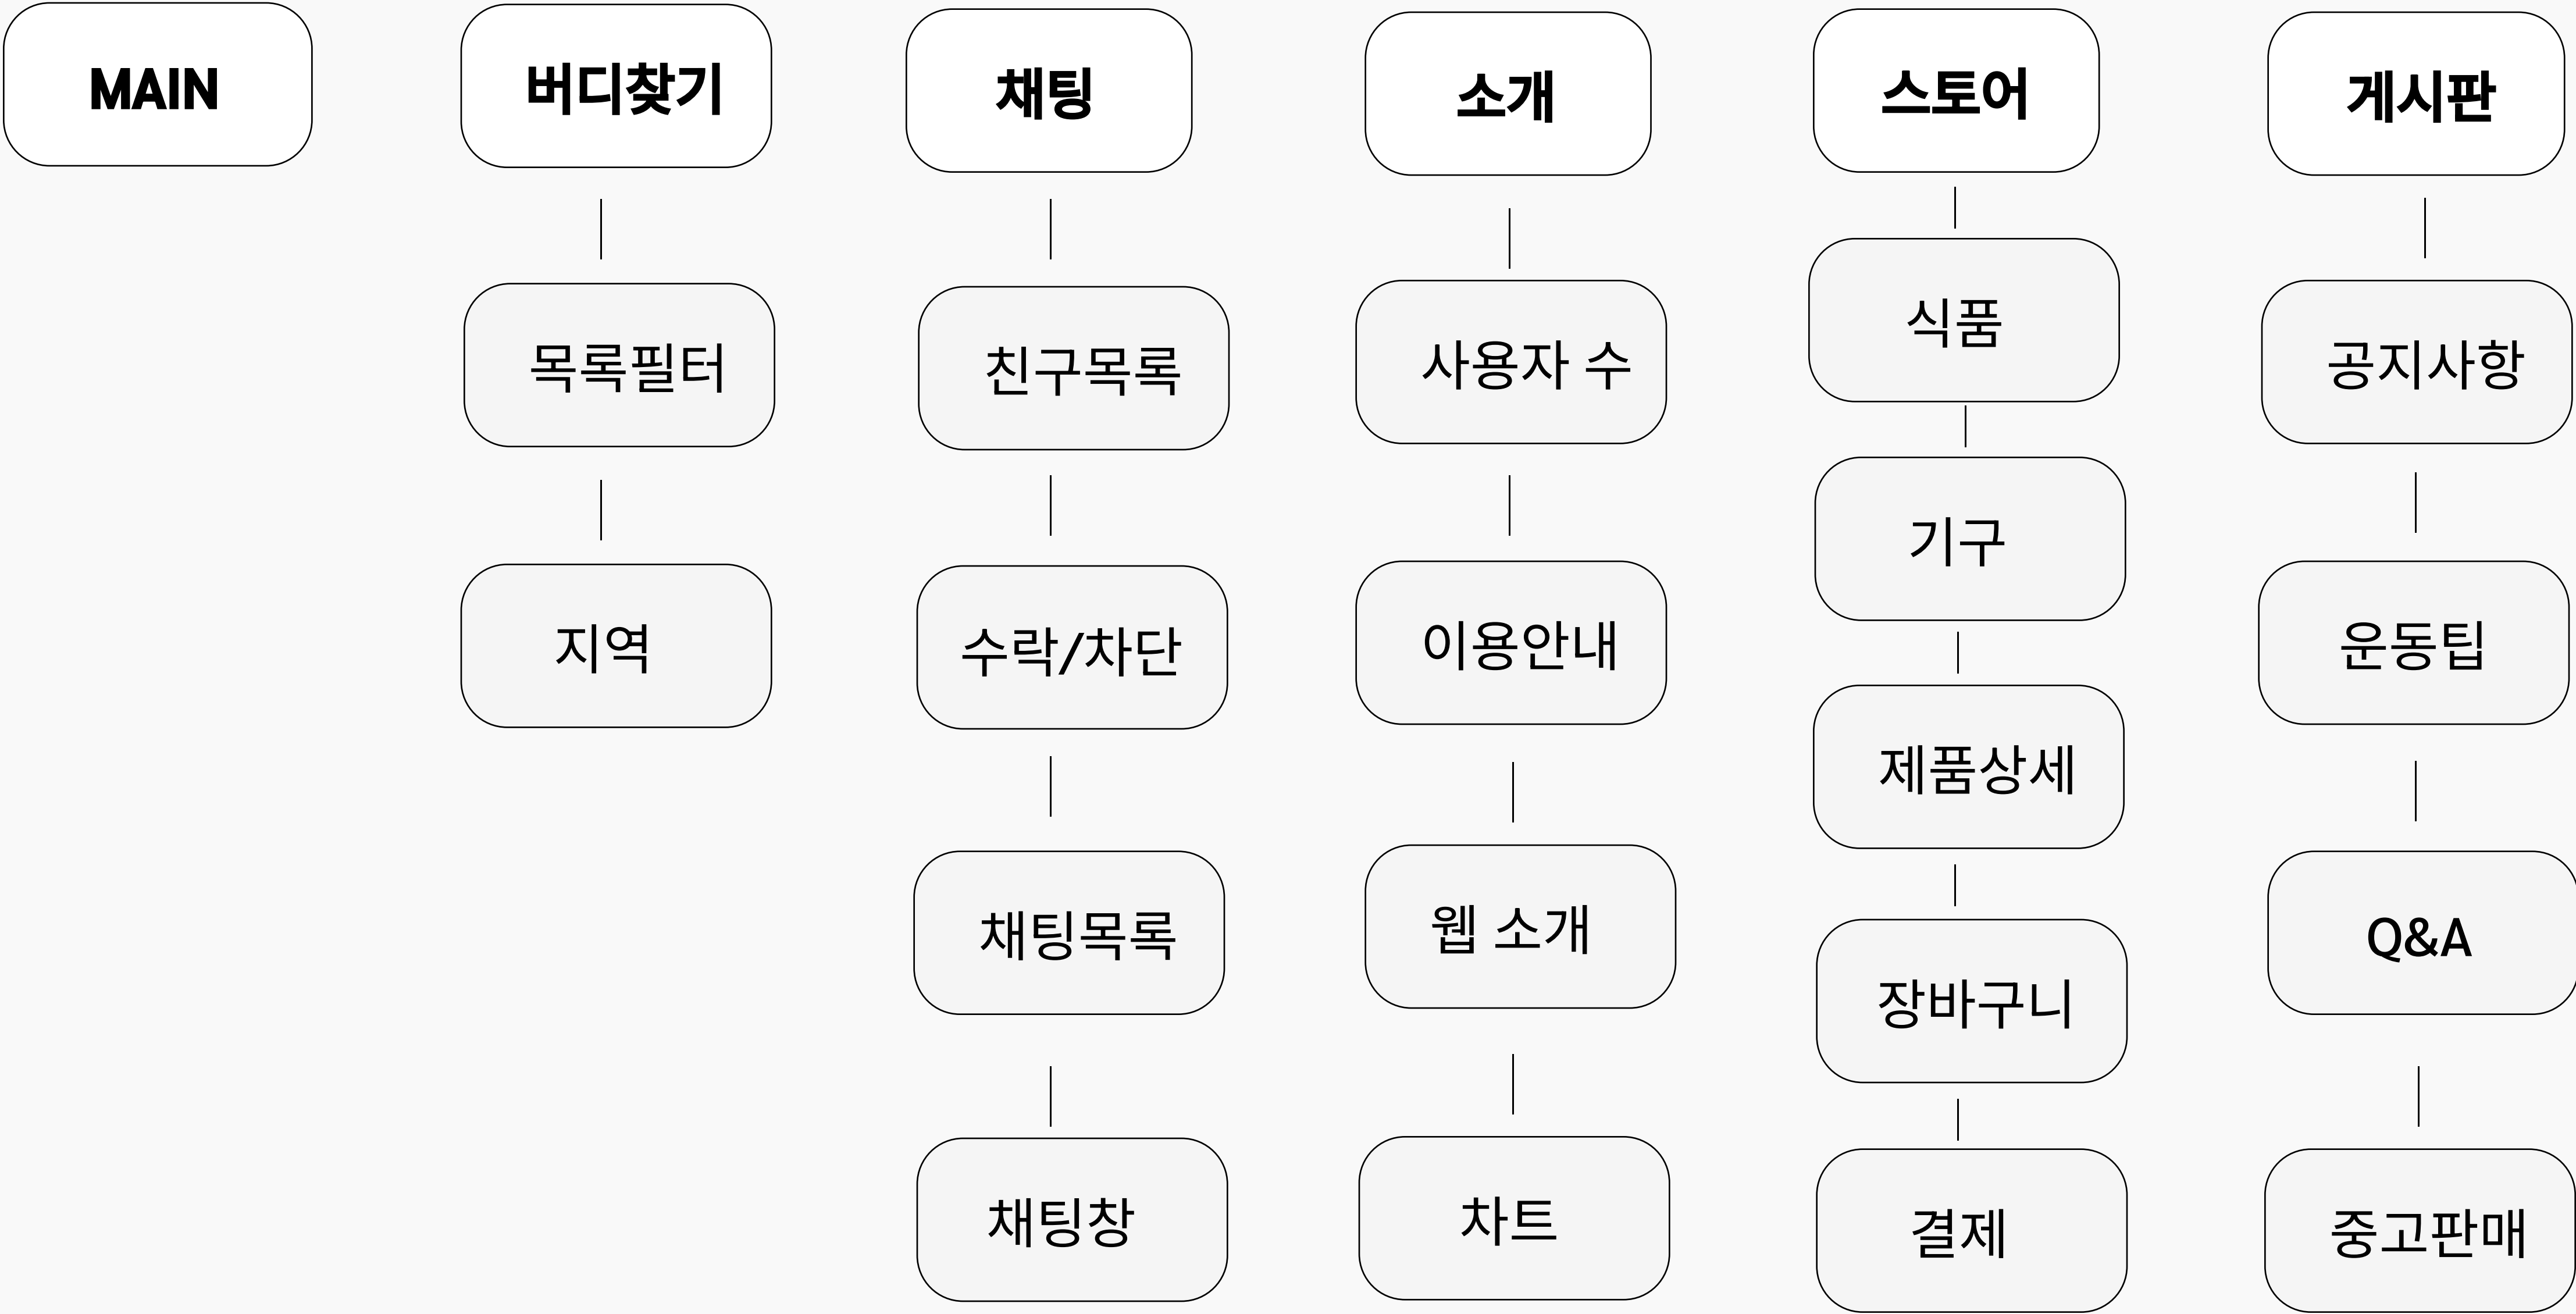 MAIN
버디찾기
채팅
소개
스토어
게시판
목록필터
지역
친구목록
수락/차단
채팅목록
채팅창
사용자 수
이용안내
웹 소개
차트
식품
기구
제품상세
장바구니
결제
공지사항
운동팁
Q&A
중고판매